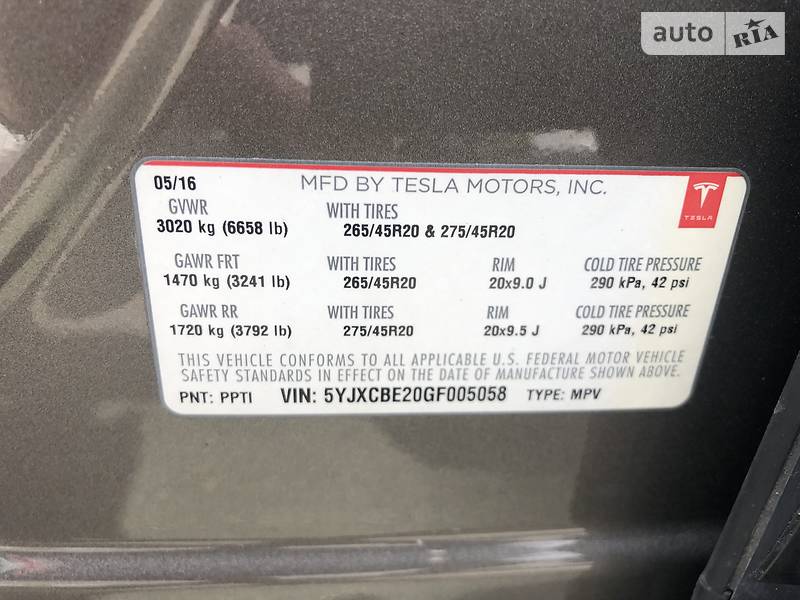 auto RIA
05/16 MFD BY TESLA MOTORS, INC.
GVWR WITH TIRES
3020 kg (6658 lb) 265/45R20 & 275/45R20
TESLA
GAWR FRT WITH TIRES RIM COLD TIRE PRESSURE
1470 kg (3241 lb) 265/45R20 20x9.0 J 290 kPa, 42 psi
GAWR RR WITH TIRES RIM COLD TIRE PRESSURE
1720 kg (3792 lb) 275/45R20 20x9.5 J 290 kPa, 42 psi
THIS VEHICLE CONFORMS TO ALL APPLICABLE U.S. FEDERAL MOTOR VEHICLE
SAFETY STANDARDS IN EFFECT ON THE DATE OF MANUFACTURE SHOWN ABOVE.
PNT: PPTI VIN: 5YJXCBE20GF005058 TYPE: MPV